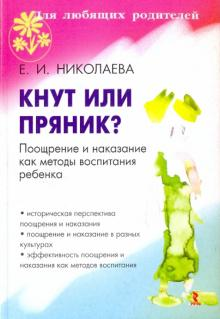 Для любящих родителей
Е. И. НИКОЛАЕВА
КНУТ ИЛИ
ПРЯНИК?
Поощрение и наказание
как методы воспитания
ребенка
• историческая перспектива
поощрения и наказания
• поощрение и наказание в разных
культурах
• эффективность поощрения и
наказания как методов воспитания